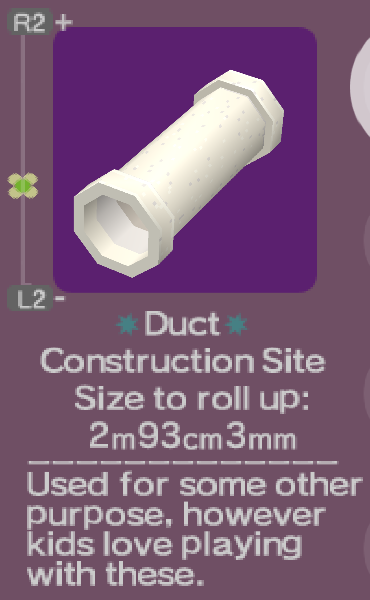 R2 +
L2 -
Duct
Construction Site
Size to roll up:
2m93cm3mm
Used for some other
purpose, however
kids love playing
with these.